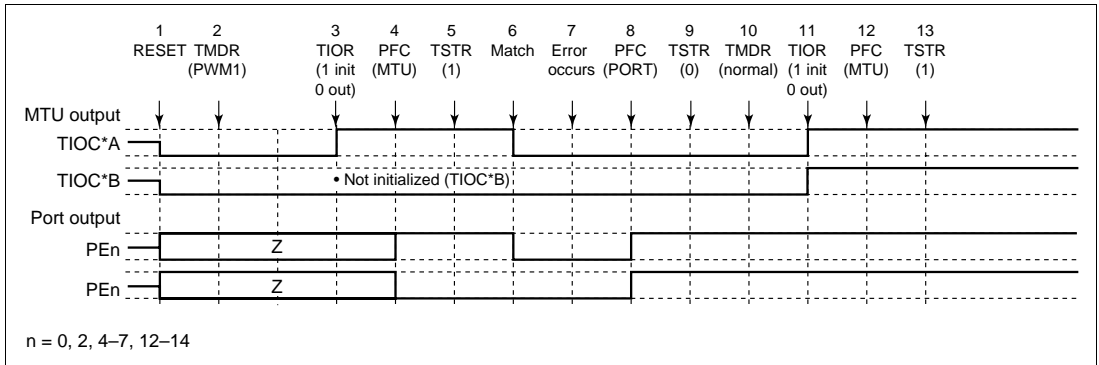 1 2 3 4 5 6 7 8 9 10 11 12 13
RESET TMDR TIOR PFC TSTR Match Error PFC TSTR TMDR TIOR PFC TSTR
(PWM1) (1 init (MTU) (1) occurs (PORT) (0) (normal) (1 init (MTU) (1)
0 out) 0 out)
MTU output
TIOC*A
TIOC*B • Not initialized (TIOC*B)
Port output
PEn Z
PEn Z
n = 0, 2, 4–7, 12–14